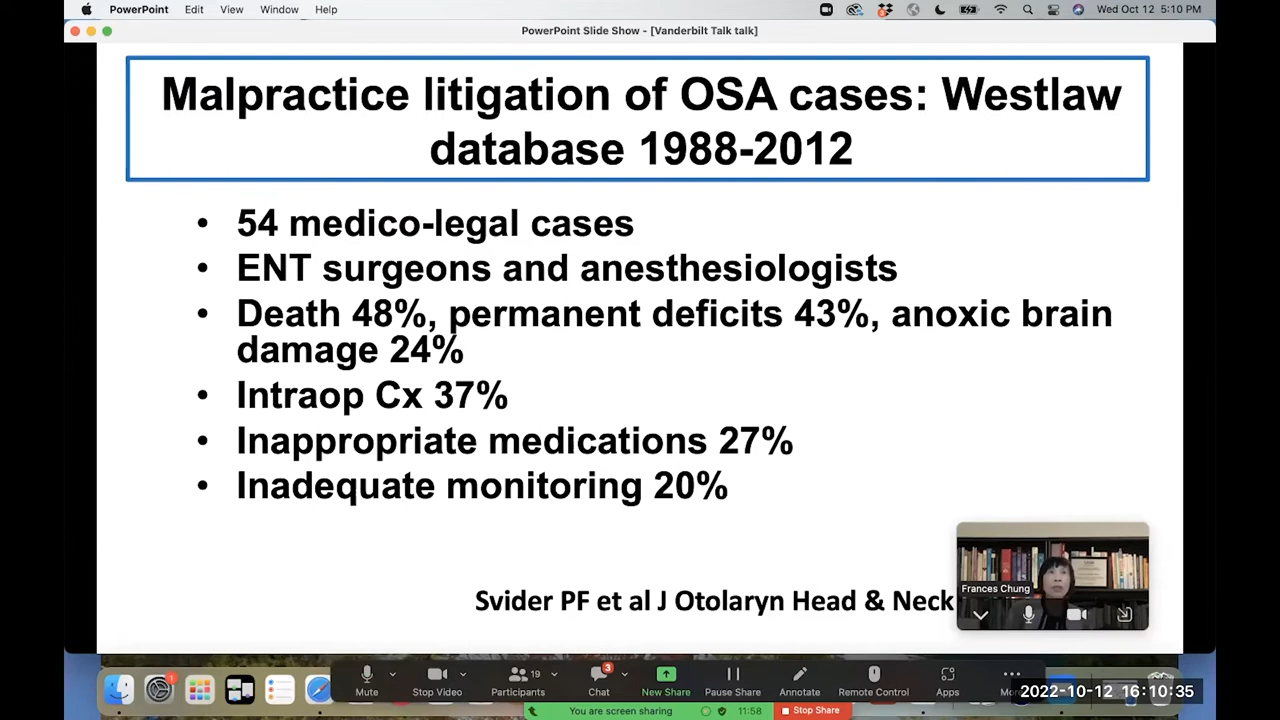 PowerPoint Edit View Window Help Wed Oct 12 5:10 PM
PowerPoint Slide Show - [Vanderbilt Talk talk]
Malpractice litigation of OSA cases: Westlaw
database 1988-2012
• 54 medico-legal cases
• ENT surgeons and anesthesiologists
• Death 48%, permanent deficits 43%, anoxic brain
damage 24%
• Intraop Cx 37%
• Inappropriate medications 27%
• Inadequate monitoring 20%
Frances Chung
Svider PF et al J Otolaryn Head & Neck
1
3
19
Mute Stop Video Participants Chat New Share Pause Share Annotate Remote Control Apps
2022-10-12 16:10:35
You are screen sharing 11:58 Stop Share